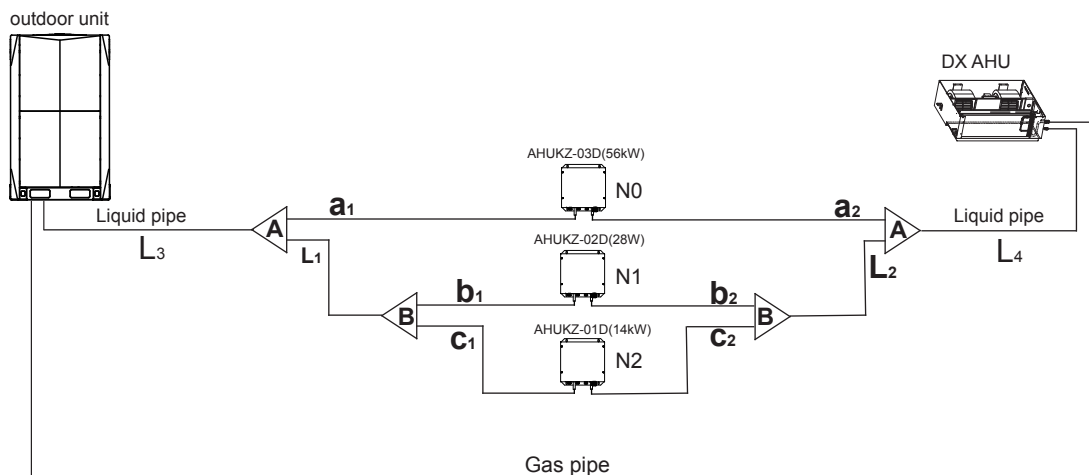 outdoor unit
DX AHU
AHUKZ-03D(56kW)
N0
a1
a2
Liquid pipe
A
A
Liquid pipe
L3
L1
AHUKZ-02D(28W)
N1
L2
L4
b1
b2
B
B
c1
c2
AHUKZ-01D(14kW)
N2
Gas pipe